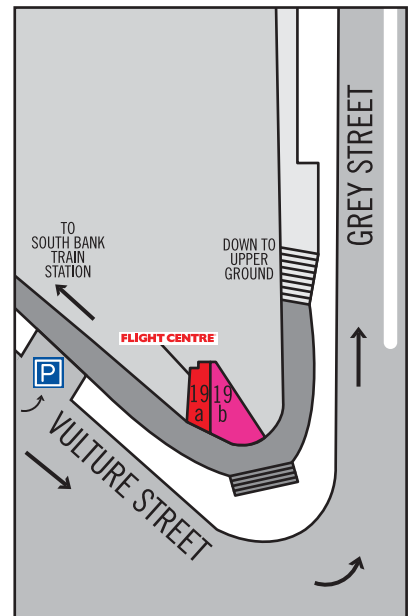 GREY STREET
TO
SOUTH BANK
TRAIN
STATION
DOWN TO
UPPER
GROUND
FLIGHT CENTRE
P
19
a
19
b
VULTURE STREET